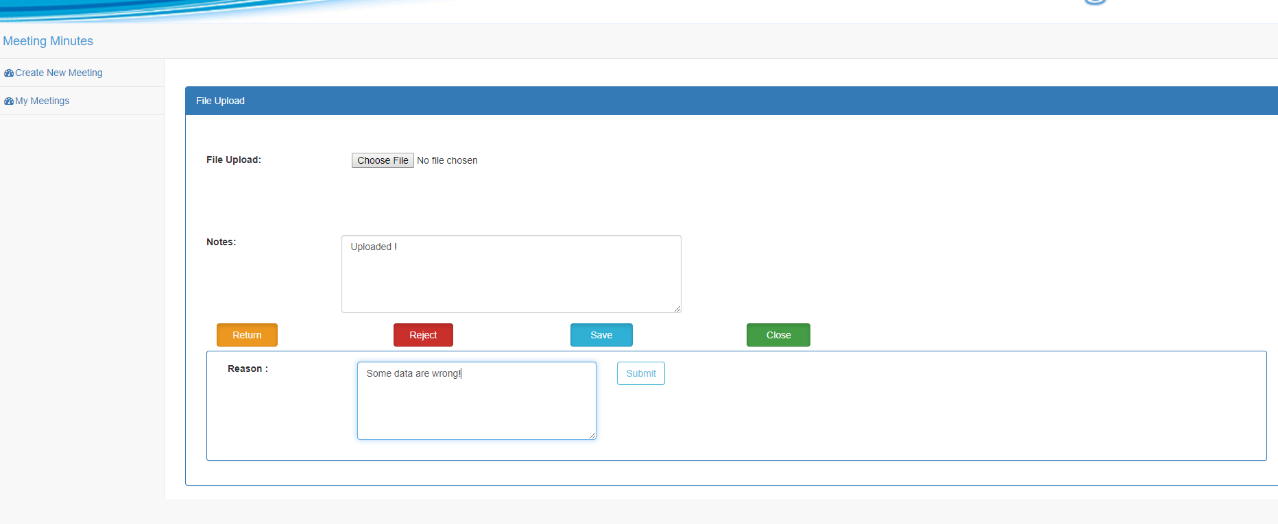 Meeting Minutes
Create New Meeting
My Meetings
File Upload
File Upload:
Choose File No file chosen
Notes:
Uploaded !
Return Reject Save Close
Reason :
Some data are wrong!
Submit